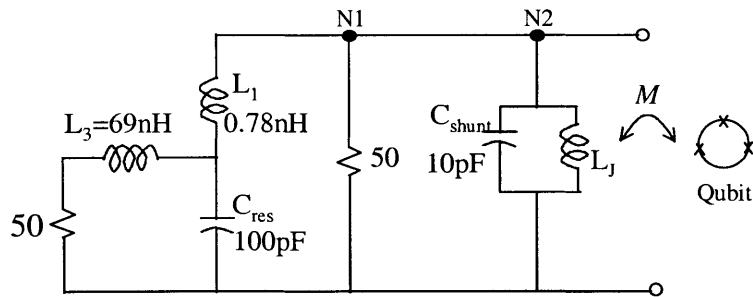 N1
N2
L1
0.78nH
L3=69nH
Cshunt
10pF
LJ
M
Qubit
50
50
Cres
100pF